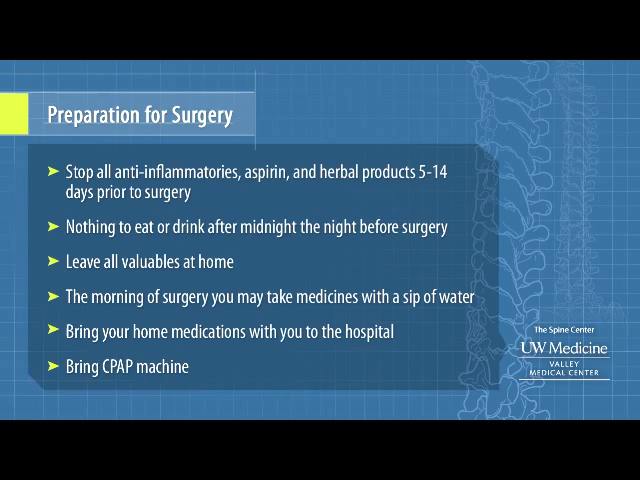 Preparation for Surgery
Stop all anti-inflammatories, aspirin, and herbal products 5-14
days prior to surgery
Nothing to eat or drink after midnight the night before surgery
Leave all valuables at home
The morning of surgery you may take medicines with a sip of water
Bring your home medications with you to the hospital
Bring CPAP machine
The Spine Center
UW Medicine
VALLEY
MEDICAL CENTER